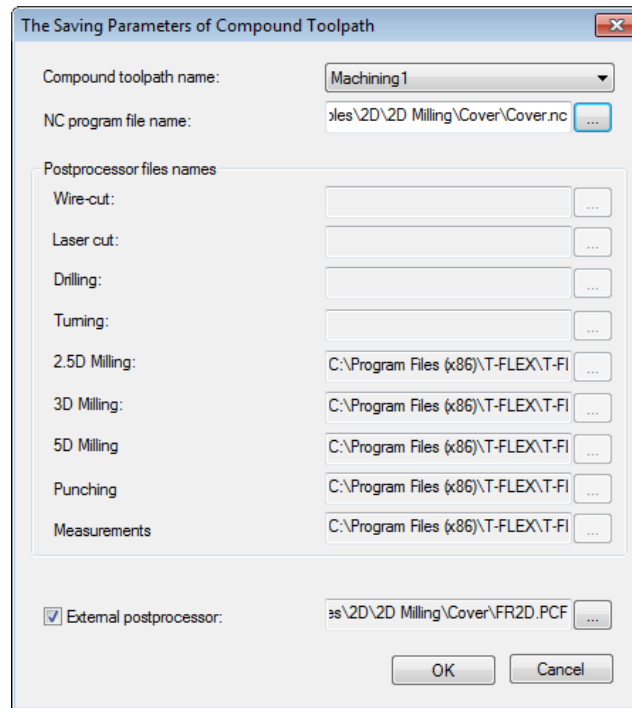 The Saving Parameters of Compound Toolpath
Compound toolpath name: Machining1
NC program file name: ples\2D\2D Milling\Cover\Cover.nc ...
Postprocessor files names
Wire-cut: ...
Laser cut: ...
Drilling: ...
Turning: ...
2.5D Milling: C:\Program Files (x86)\T-FLEX\T-Fl ...
3D Milling: C:\Program Files (x86)\T-FLEX\T-Fl ...
5D Milling C:\Program Files (x86)\T-FLEX\T-Fl ...
Punching C:\Program Files (x86)\T-FLEX\T-Fl ...
Measurements C:\Program Files (x86)\T-FLEX\T-Fl ...
External postprocessor: es\2D\2D Milling\Cover\FR2D.PCF ...
OK Cancel